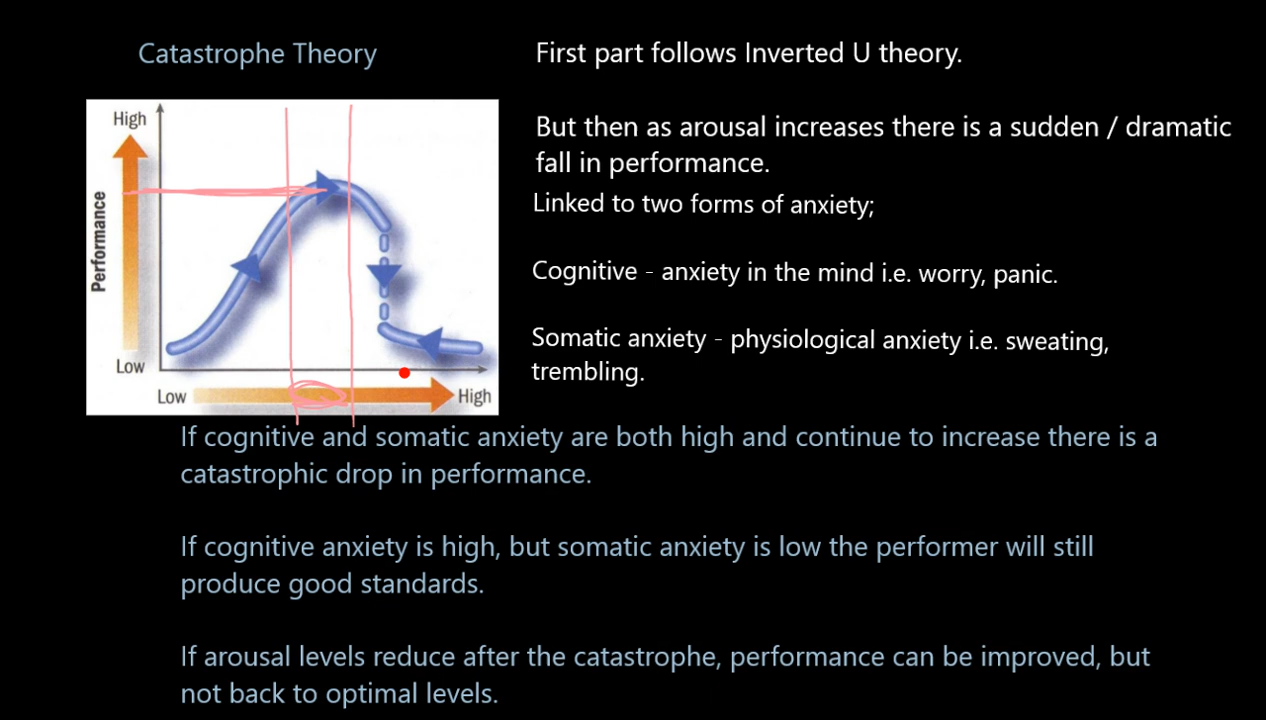 Catastrophe Theory
First part follows Inverted U theory.
High
Performance
Low
Low
High
But then as arousal increases there is a sudden / dramatic
fall in performance.
Linked to two forms of anxiety;
Cognitive - anxiety in the mind i.e. worry, panic.
Somatic anxiety - physiological anxiety i.e. sweating,
trembling.
If cognitive and somatic anxiety are both high and continue to increase there is a
catastrophic drop in performance.
If cognitive anxiety is high, but somatic anxiety is low the performer will still
produce good standards.
If arousal levels reduce after the catastrophe, performance can be improved, but
not back to optimal levels.